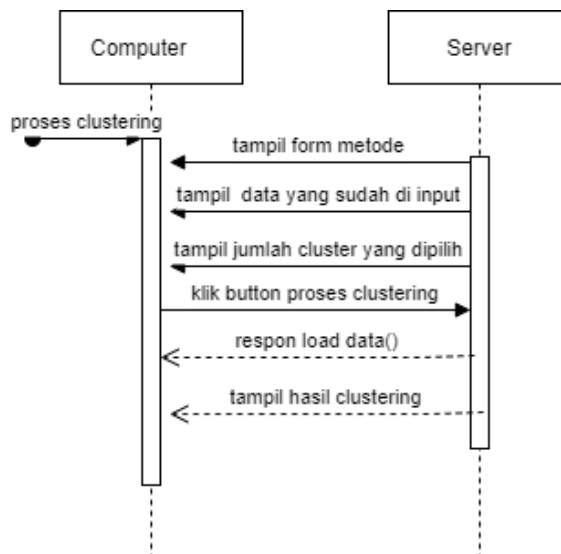 Computer
Server
proses clustering
tampil form metode
tampil data yang sudah di input
tampil jumlah cluster yang dipilih
klik button proses clustering
respon load data()
tampil hasil clustering